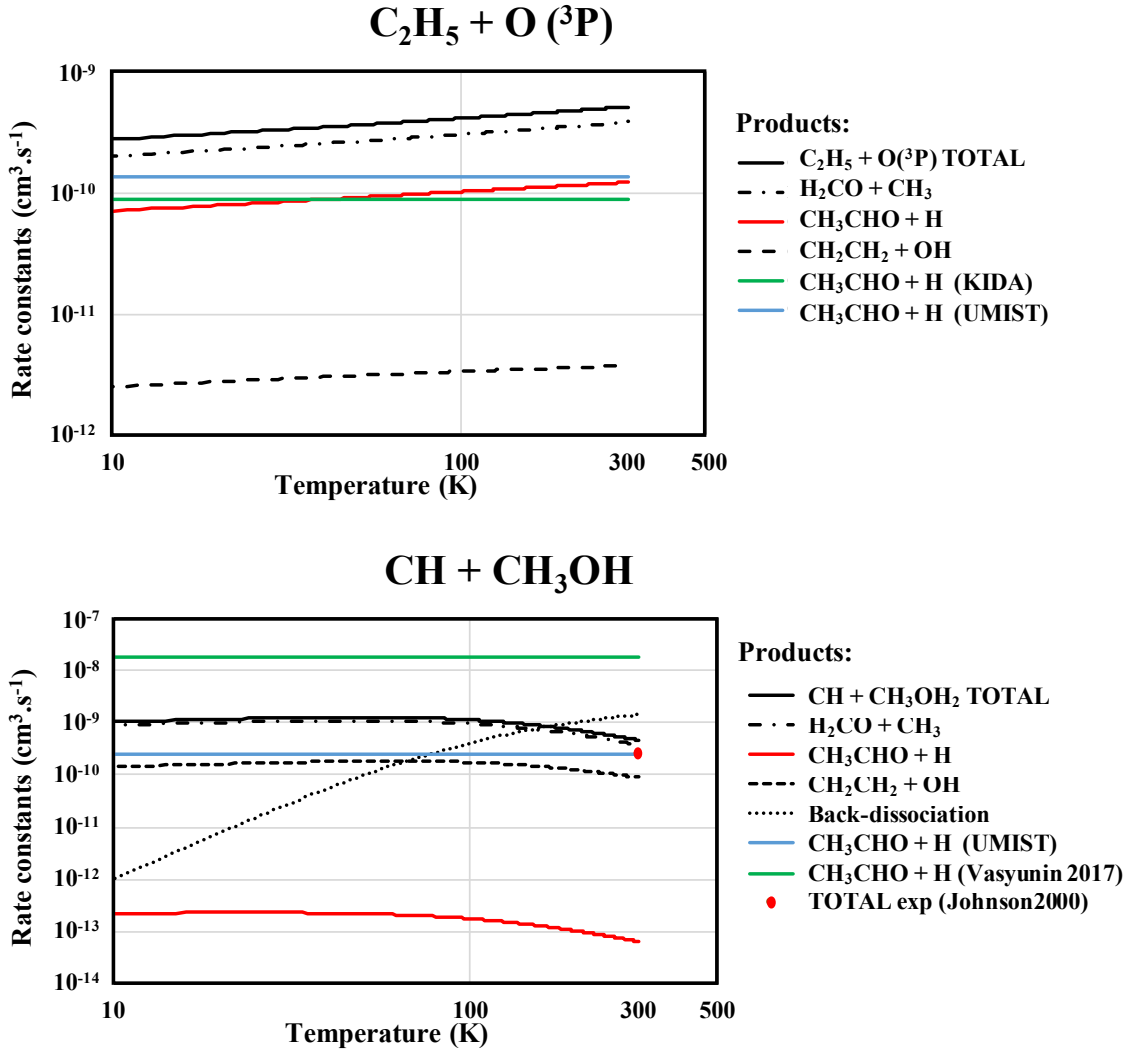 C₂H₅ + O (³P)
Rate constants (cm³.s⁻¹)
10⁻⁹
10⁻¹⁰
10⁻¹¹
10⁻¹²
10
100
300
500
Temperature (K)
Products:
C₂H₅ + O(³P) TOTAL
H₂CO + CH₃
CH₃CHO + H
CH₂CH₂ + OH
CH₃CHO + H (KIDA)
CH₃CHO + H (UMIST)
CH + CH₃OH
Rate constants (cm³.s⁻¹)
10⁻⁷
10⁻⁸
10⁻⁹
10⁻¹⁰
10⁻¹¹
10⁻¹²
10⁻¹³
10⁻¹⁴
10
100
300
500
Temperature (K)
Products:
CH + CH₃OH₂ TOTAL
H₂CO + CH₃
CH₃CHO + H
CH₂CH₂ + OH
Back-dissociation
CH₃CHO + H (UMIST)
CH₃CHO + H (Vasyunin 2017)
TOTAL exp (Johnson2000)